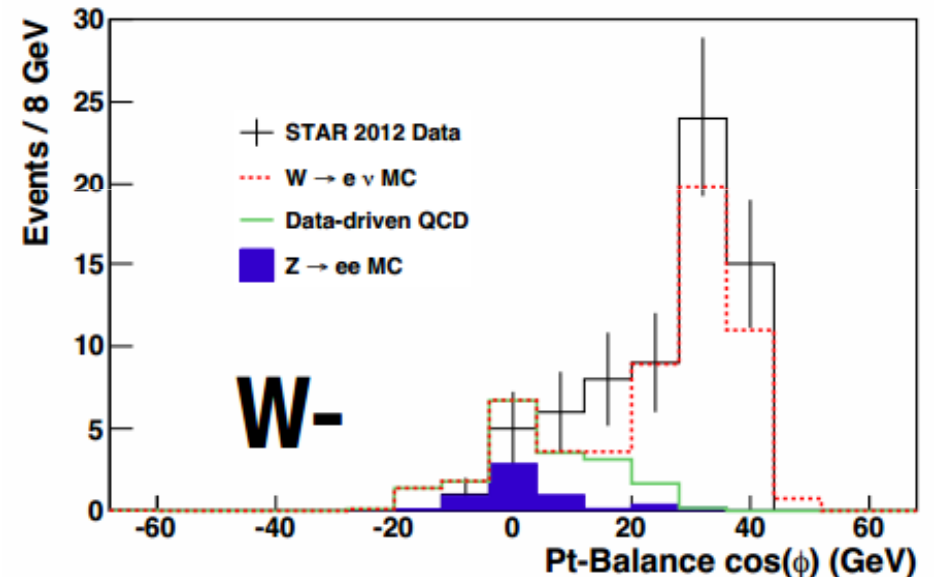 Events / 8 GeV
30
25
20
15
10
5
0
STAR 2012 Data
W → e ν MC
Data-driven QCD
Z → ee MC
W-
-60 -40 -20 0 20 40 60
Pt-Balance cos(ϕ) (GeV)